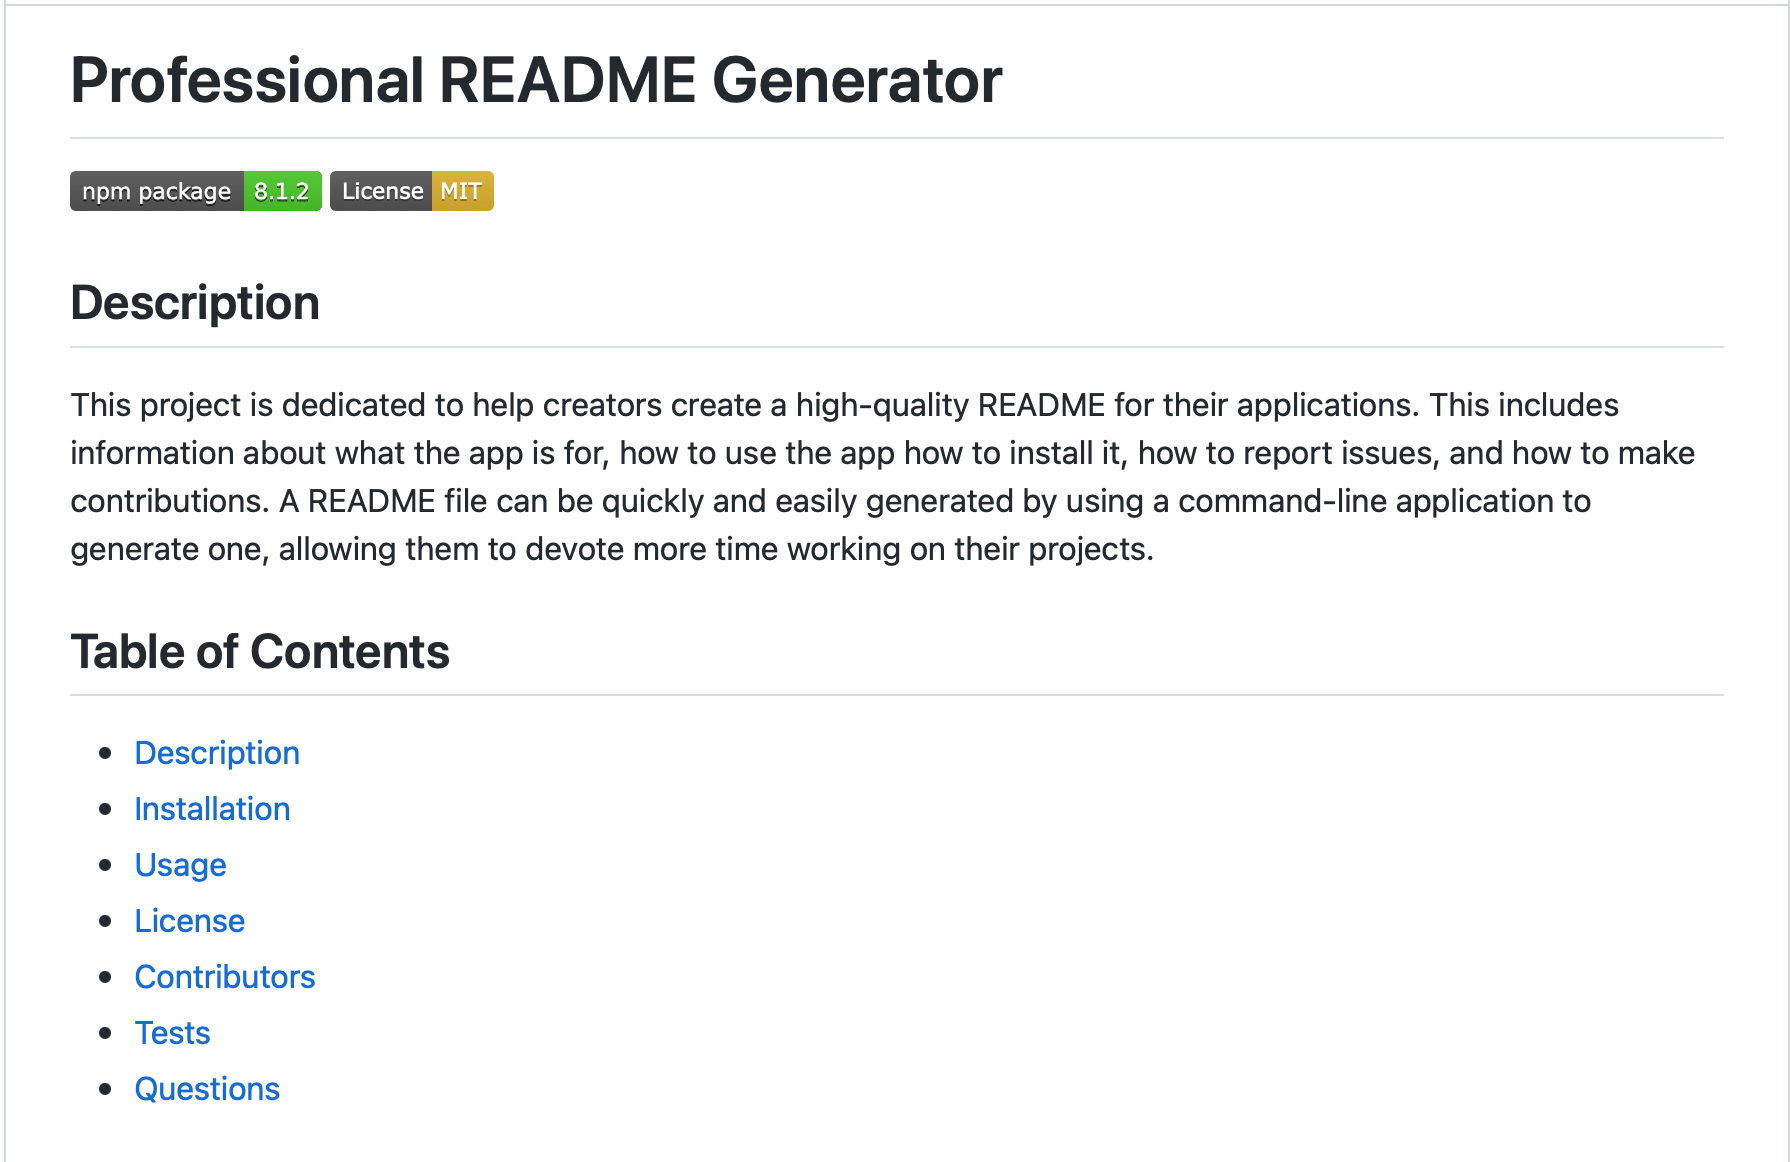 Professional README Generator
npm package 8.1.2 License MIT
Description
This project is dedicated to help creators create a high-quality README for their applications. This includes
information about what the app is for, how to use the app how to install it, how to report issues, and how to make
contributions. A README file can be quickly and easily generated by using a command-line application to
generate one, allowing them to devote more time working on their projects.
Table of Contents
Description
Installation
Usage
License
Contributors
Tests
Questions